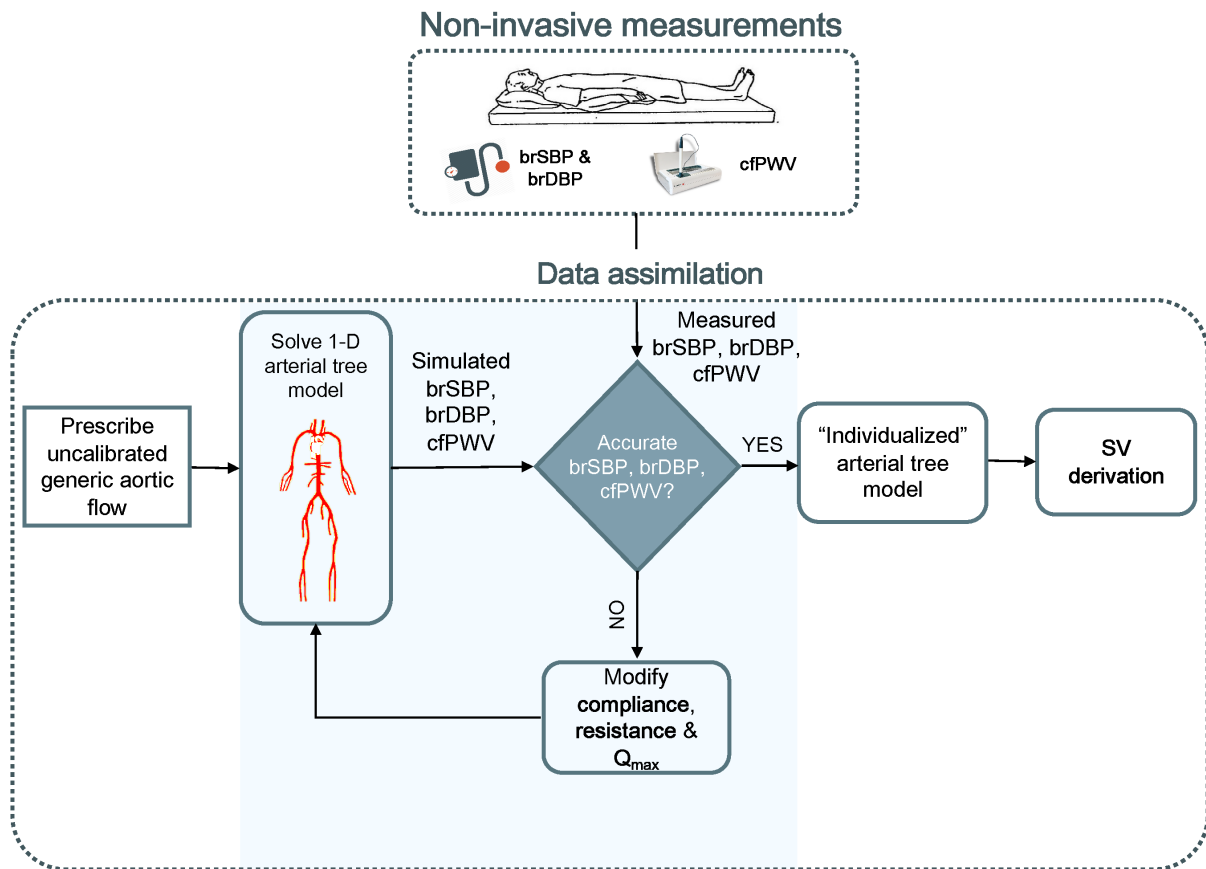 Non-invasive measurements
brSBP &
brDBP
cfPWV
Data assimilation
Solve 1-D
arterial tree
model
Simulated
brSBP,
brDBP,
cfPWV
Measured
brSBP, brDBP,
cfPWV
Prescribe
uncalibrated
generic aortic
flow
Accurate
brSBP, brDBP,
cfPWV?
YES
“Individualized”
arterial tree
model
SV
derivation
NO
Modify
compliance,
resistance &
Qmax